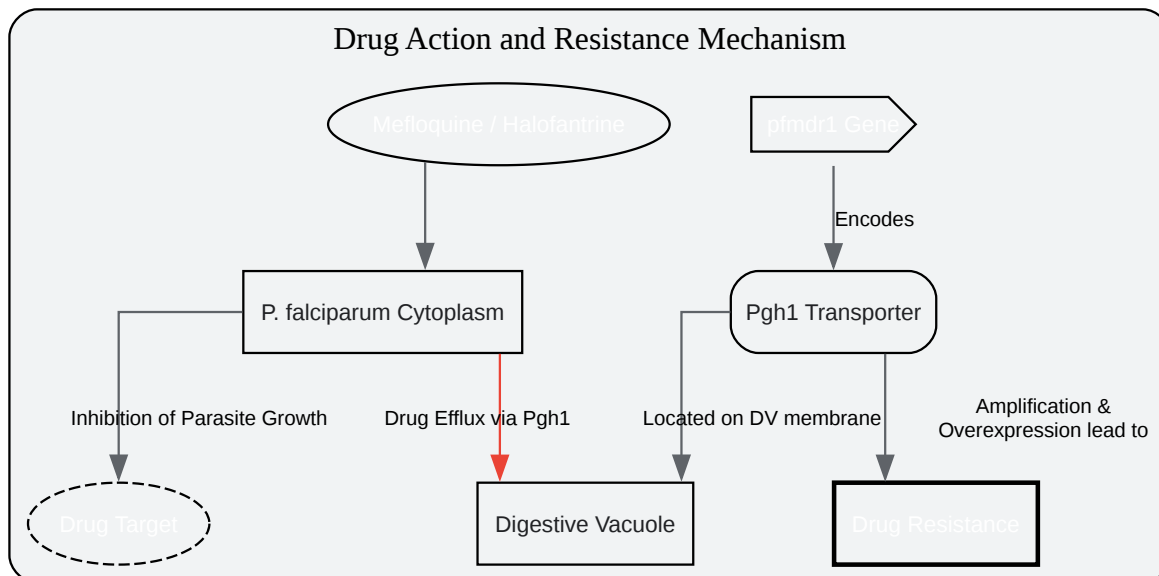 Drug Action and Resistance Mechanism
Mefloquine / Halofantrine
pfmdr1 Gene
Encodes
P. falciparum Cytoplasm
Pgh1 Transporter
Inhibition of Parasite Growth
Drug Efflux via Pgh1
Located on DV membrane
Amplification &
Overexpression lead to
Drug Target
Digestive Vacuole
Drug Resistance